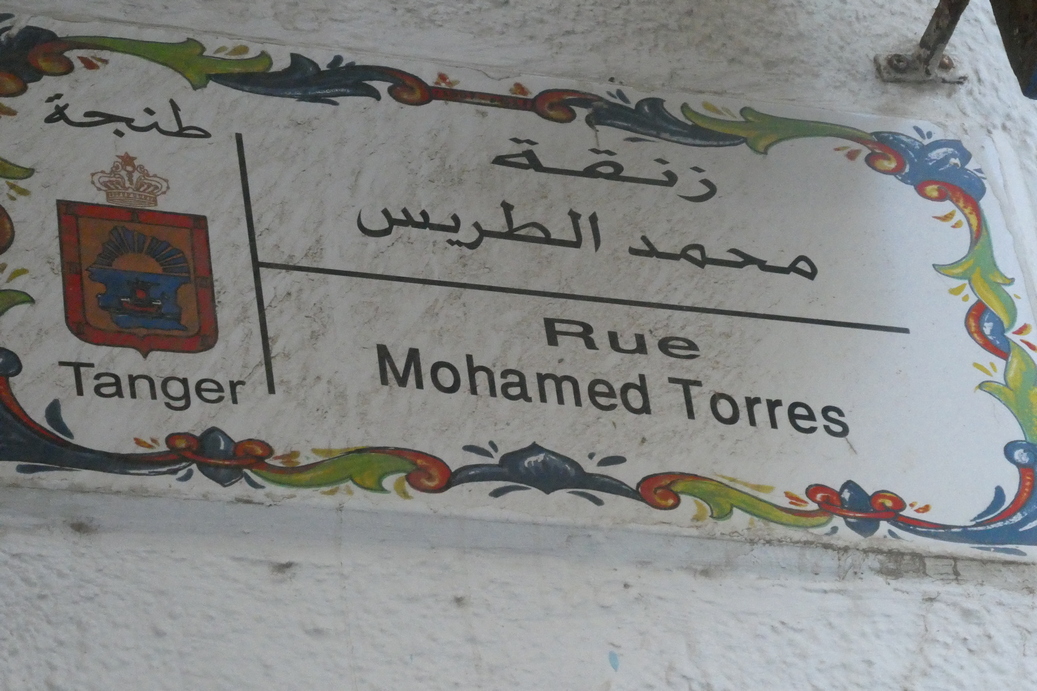 طنجة
Tanger
زنقة
محمد الطريس
Rue
Mohamed Torres